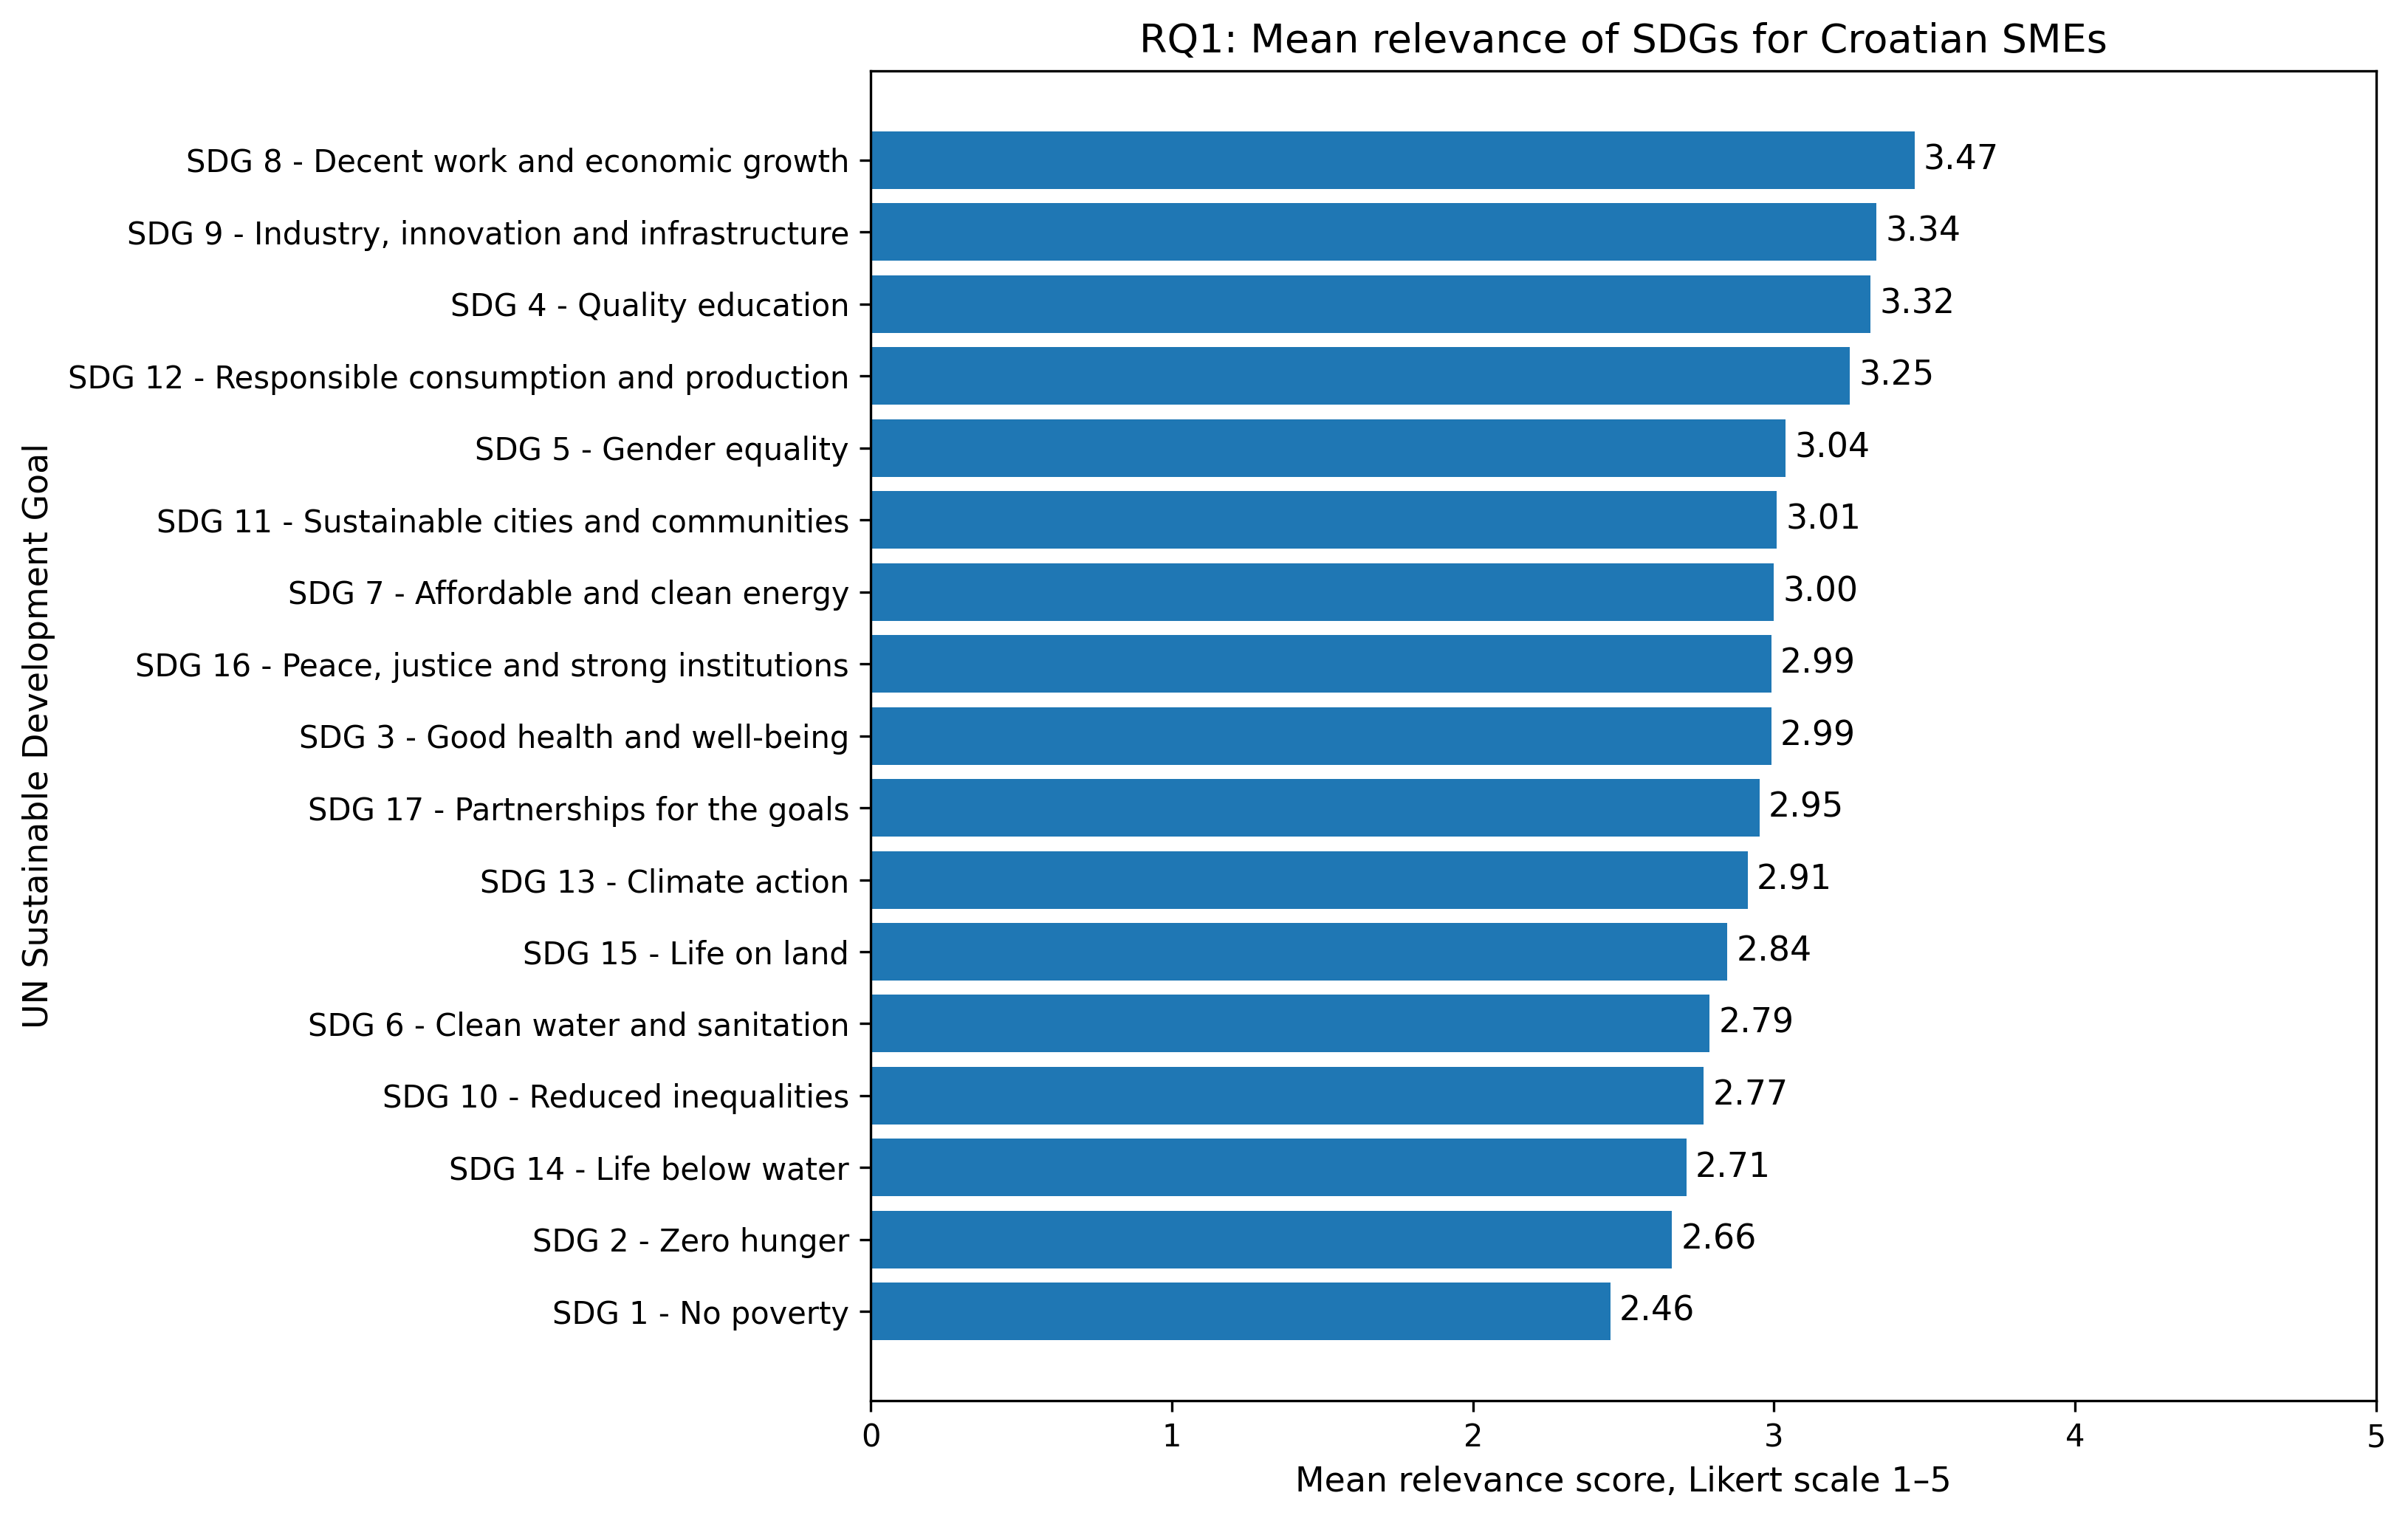 RQ1: Mean relevance of SDGs for Croatian SMEs
UN Sustainable Development Goal
SDG 8 - Decent work and economic growth 3.47
SDG 9 - Industry, innovation and infrastructure 3.34
SDG 4 - Quality education 3.32
SDG 12 - Responsible consumption and production 3.25
SDG 5 - Gender equality 3.04
SDG 11 - Sustainable cities and communities 3.01
SDG 7 - Affordable and clean energy 3.00
SDG 16 - Peace, justice and strong institutions 2.99
SDG 3 - Good health and well-being 2.99
SDG 17 - Partnerships for the goals 2.95
SDG 13 - Climate action 2.91
SDG 15 - Life on land 2.84
SDG 6 - Clean water and sanitation 2.79
SDG 10 - Reduced inequalities 2.77
SDG 14 - Life below water 2.71
SDG 2 - Zero hunger 2.66
SDG 1 - No poverty 2.46
0 1 2 3 4 5
Mean relevance score, Likert scale 1–5